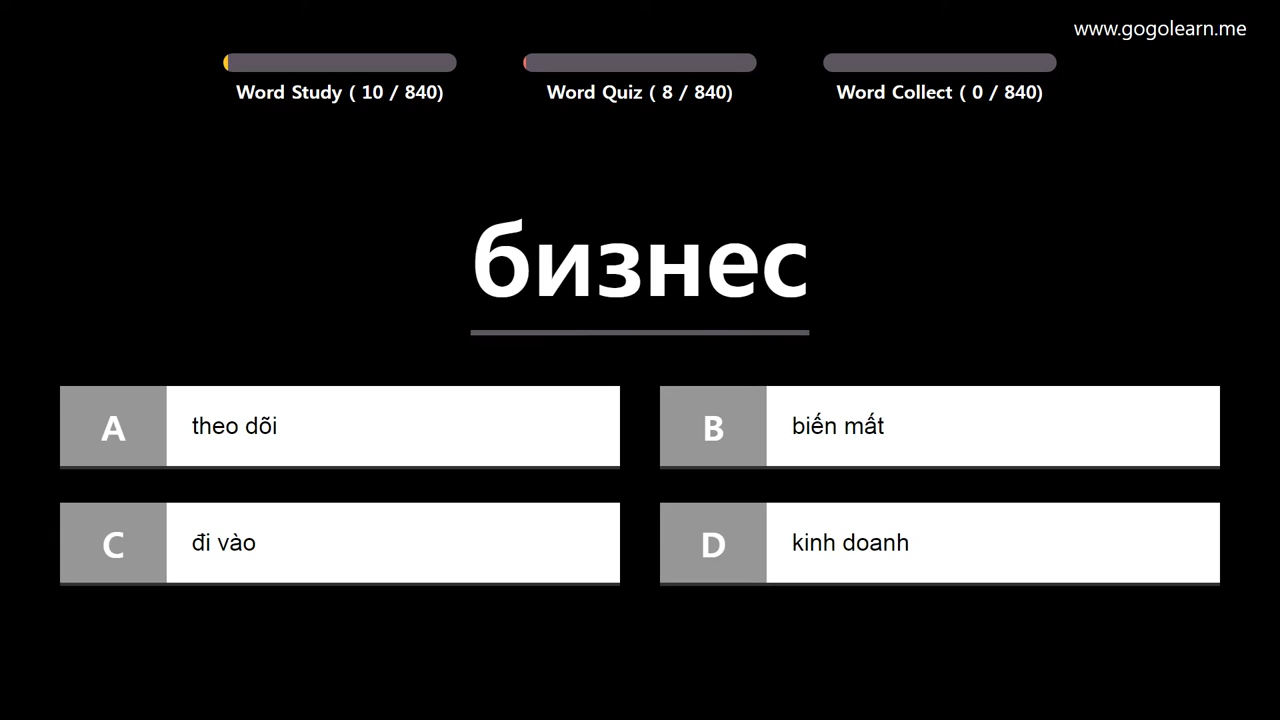 www.gogolearn.me
Word Study ( 10 / 840)
Word Quiz ( 8 / 840)
Word Collect ( 0 / 840)
бизнес
A theo dõi
B biến mất
C đi vào
D kinh doanh